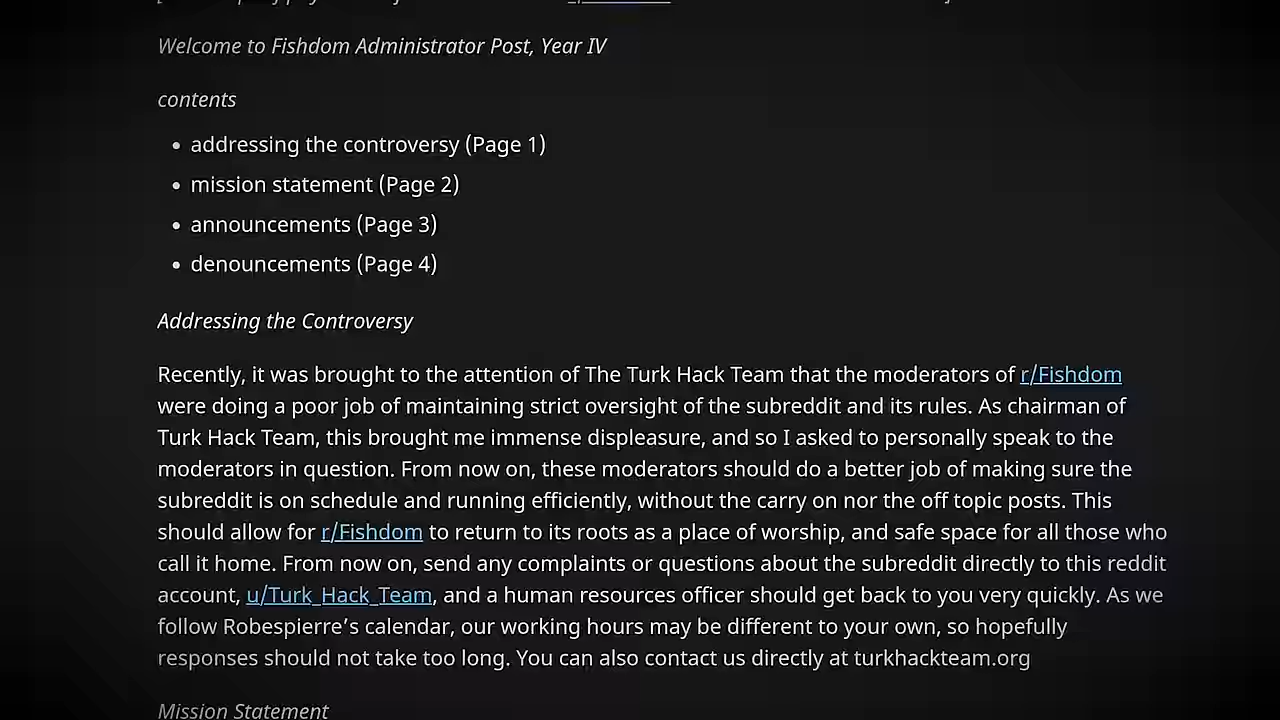 Welcome to Fishdom Administrator Post, Year IV
contents
• addressing the controversy (Page 1)
• mission statement (Page 2)
• announcements (Page 3)
• denouncements (Page 4)
Addressing the Controversy
Recently, it was brought to the attention of The Turk Hack Team that the moderators of r/Fishdom
were doing a poor job of maintaining strict oversight of the subreddit and its rules. As chairman of
Turk Hack Team, this brought me immense displeasure, and so I asked to personally speak to the
moderators in question. From now on, these moderators should do a better job of making sure the
subreddit is on schedule and running efficiently, without the carry on nor the off topic posts. This
should allow for r/Fishdom to return to its roots as a place of worship, and safe space for all those who
call it home. From now on, send any complaints or questions about the subreddit directly to this reddit
account, u/Turk_Hack_Team, and a human resources officer should get back to you very quickly. As we
follow Robespierre’s calendar, our working hours may be different to your own, so hopefully
responses should not take too long. You can also contact us directly at turkhackteam.org
Mission Statement